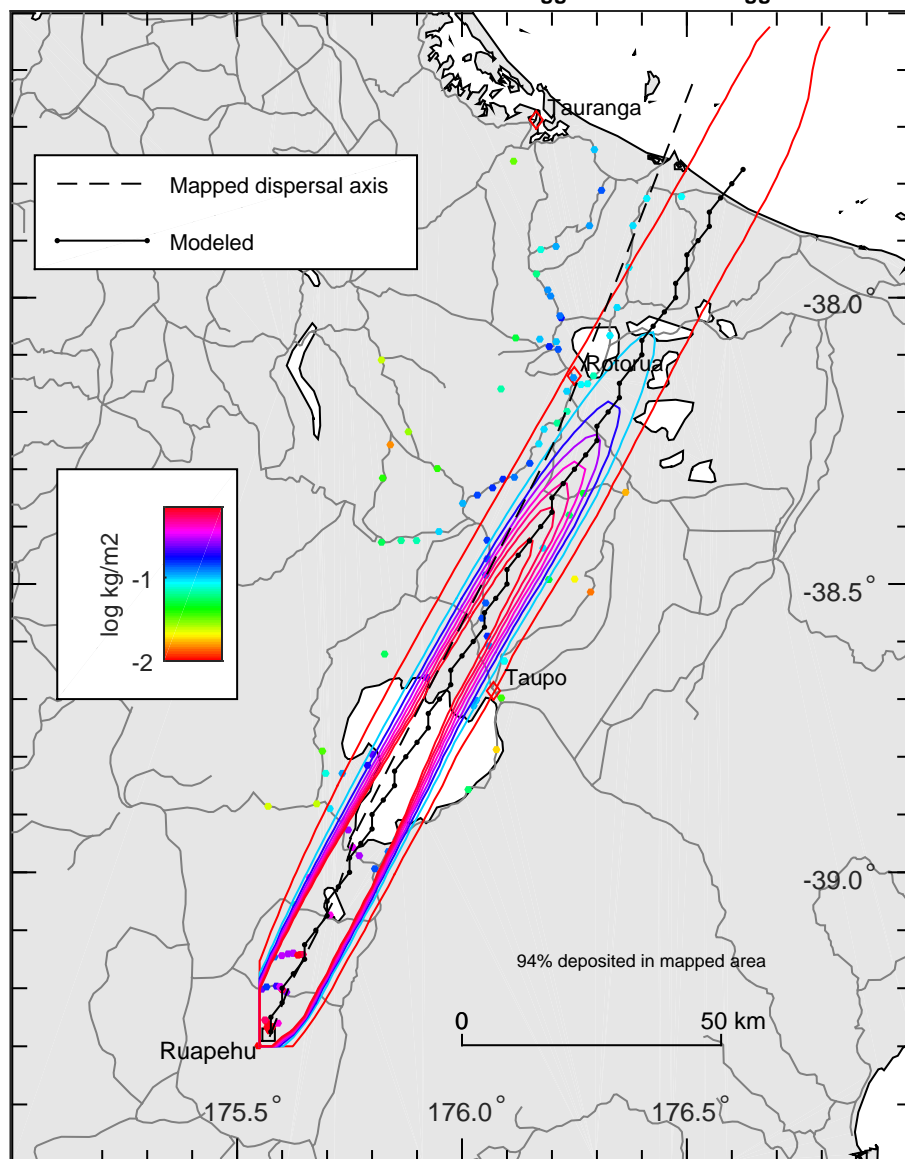 Tauranga
Mapped dispersal axis
Modeled
-38.0°
Rotorua
log kg/m2
-1
-2
-38.5°
Taupo
-39.0°
94% deposited in mapped area
0 50 km
Ruapehu
175.5° 176.0° 176.5°